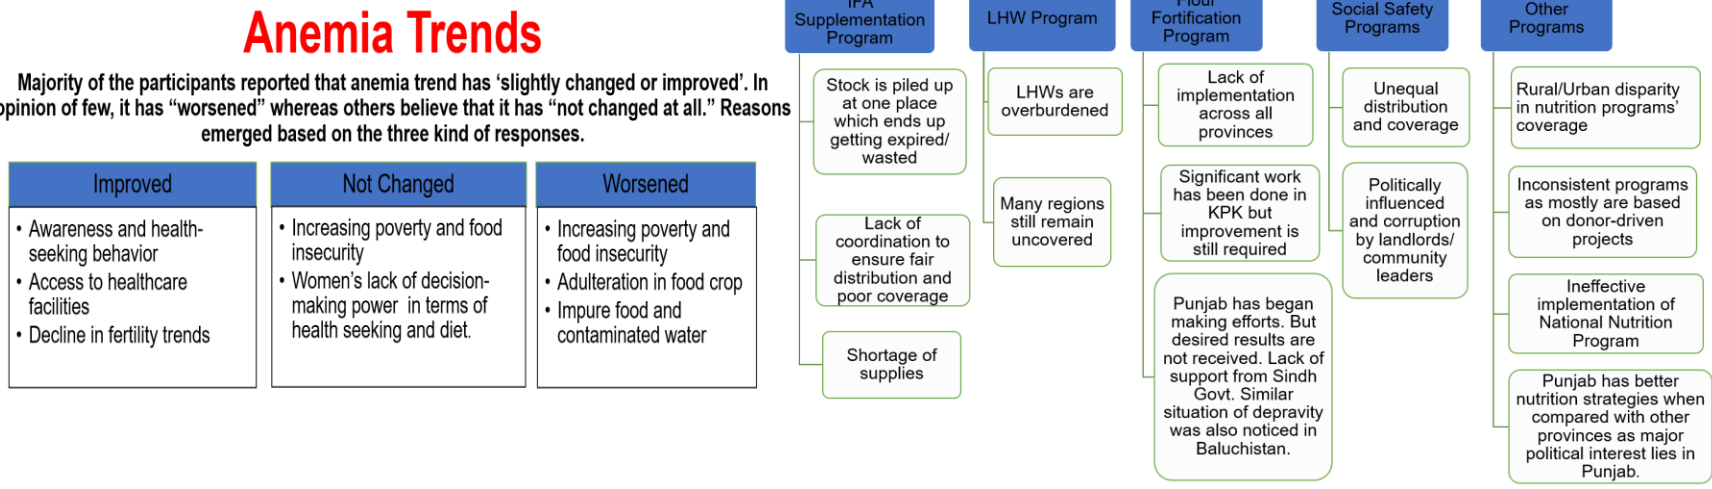 Anemia Trends
Majority of the participants reported that anemia trend has ‘slightly changed or improved’. In
opinion of few, it has “worsened” whereas others believe that it has “not changed at all.” Reasons
emerged based on the three kind of responses.
Improved
• Awareness and health-
seeking behavior
• Access to healthcare
facilities
• Decline in fertility trends
Not Changed
• Increasing poverty and food
insecurity
• Women’s lack of decision-
making power in terms of
health seeking and diet.
Worsened
• Increasing poverty and
food insecurity
• Adulteration in food crop
• Impure food and
contaminated water
IFA
Supplementation
Program
Stock is piled up
at one place
which ends up
getting expired/
wasted
Lack of
coordination to
ensure fair
distribution and
poor coverage
Shortage of
supplies
LHW Program
LHWs are
overburdened
Many regions
still remain
uncovered
Flour
Fortification
Program
Lack of
implementation
across all
provinces
Significant work
has been done in
KPK but
improvement is
still required
Punjab has began
making efforts. But
desired results are
not received. Lack of
support from Sindh
Govt. Similar
situation of depravity
was also noticed in
Baluchistan.
Social Safety
Programs
Unequal
distribution
and coverage
Politically
influenced
and corruption
by landlords/
community
leaders
Other
Programs
Rural/Urban disparity
in nutrition programs’
coverage
Inconsistent programs
as mostly are based
on donor-driven
projects
Ineffective
implementation of
National Nutrition
Program
Punjab has better
nutrition strategies when
compared with other
provinces as major
political interest lies in
Punjab.